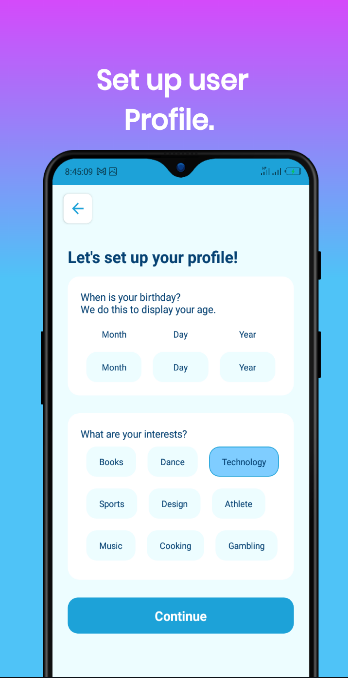 Set up user
Profile.
8:45:09
Let's set up your profile!
When is your birthday?
We do this to display your age.
Month Day Year
Month Day Year
What are your interests?
Books Dance Technology
Sports Design Athlete
Music Cooking Gambling
Continue